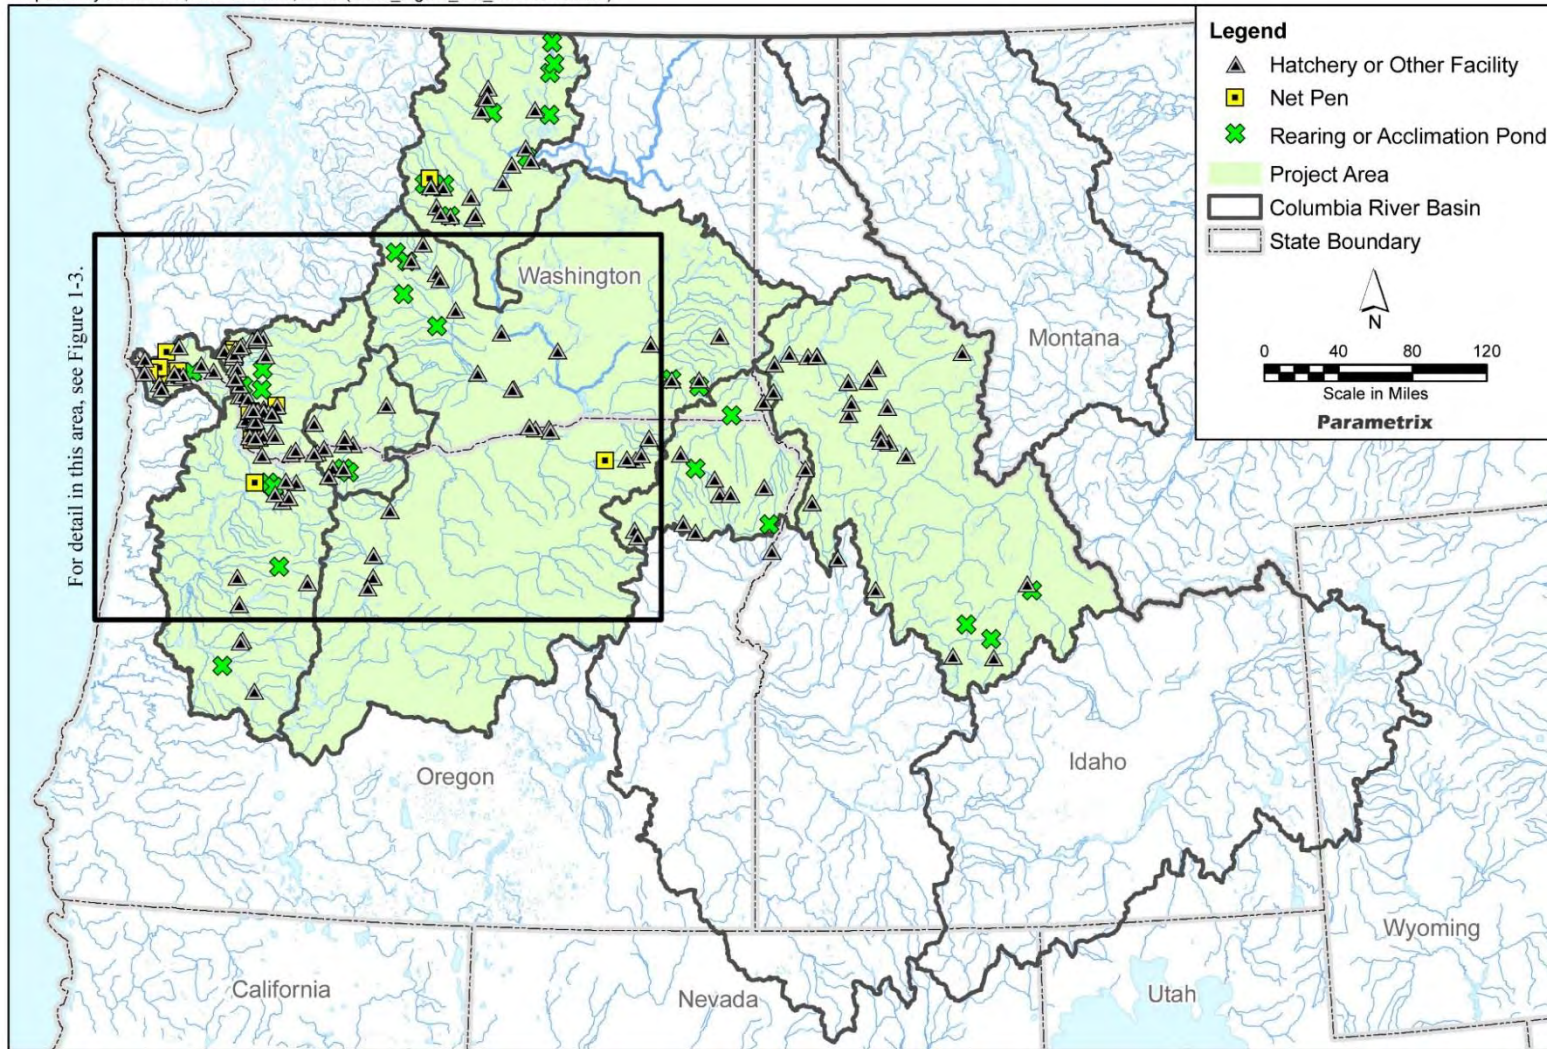 Legend
Hatchery or Other Facility
Net Pen
Rearing or Acclimation Pond
Project Area
Columbia River Basin
State Boundary
N
0 40 80 120
Scale in Miles
Parametrix
Washington
Montana
For detail in this area, see Figure 1-3.
Oregon
Idaho
Wyoming
California
Nevada
Utah